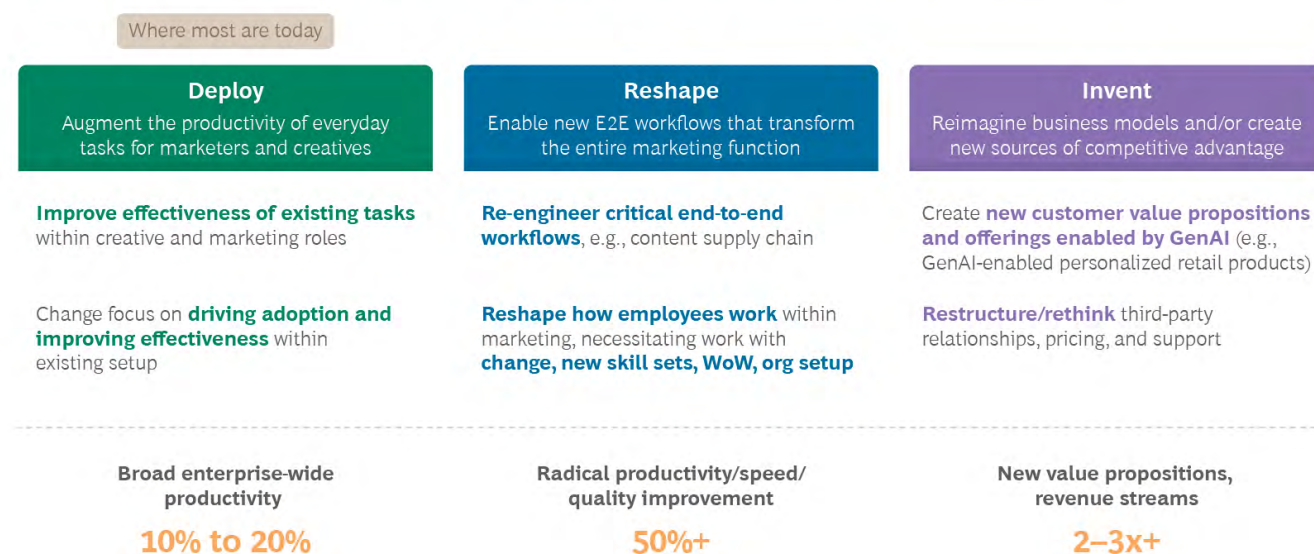 Where most are today
Deploy
Augment the productivity of everyday
tasks for marketers and creatives
Improve effectiveness of existing tasks
within creative and marketing roles
Change focus on driving adoption and
improving effectiveness within
existing setup
Broad enterprise-wide
productivity
10% to 20%
Reshape
Enable new E2E workflows that transform
the entire marketing function
Re-engineer critical end-to-end
workflows, e.g., content supply chain
Reshape how employees work within
marketing, necessitating work with
change, new skill sets, WoW, org setup
Radical productivity/speed/
quality improvement
50%+
Invent
Reimagine business models and/or create
new sources of competitive advantage
Create new customer value propositions
and offerings enabled by GenAI (e.g.,
GenAI-enabled personalized retail products)
Restructure/rethink third-party
relationships, pricing, and support
New value propositions,
revenue streams
2–3x+